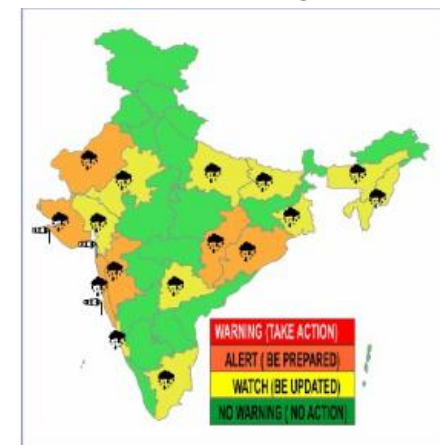 WARNING (TAKE ACTION)
ALERT ( BE PREPARED)
WATCH (BE UPDATED)
NO WARNING ( NO ACTION)